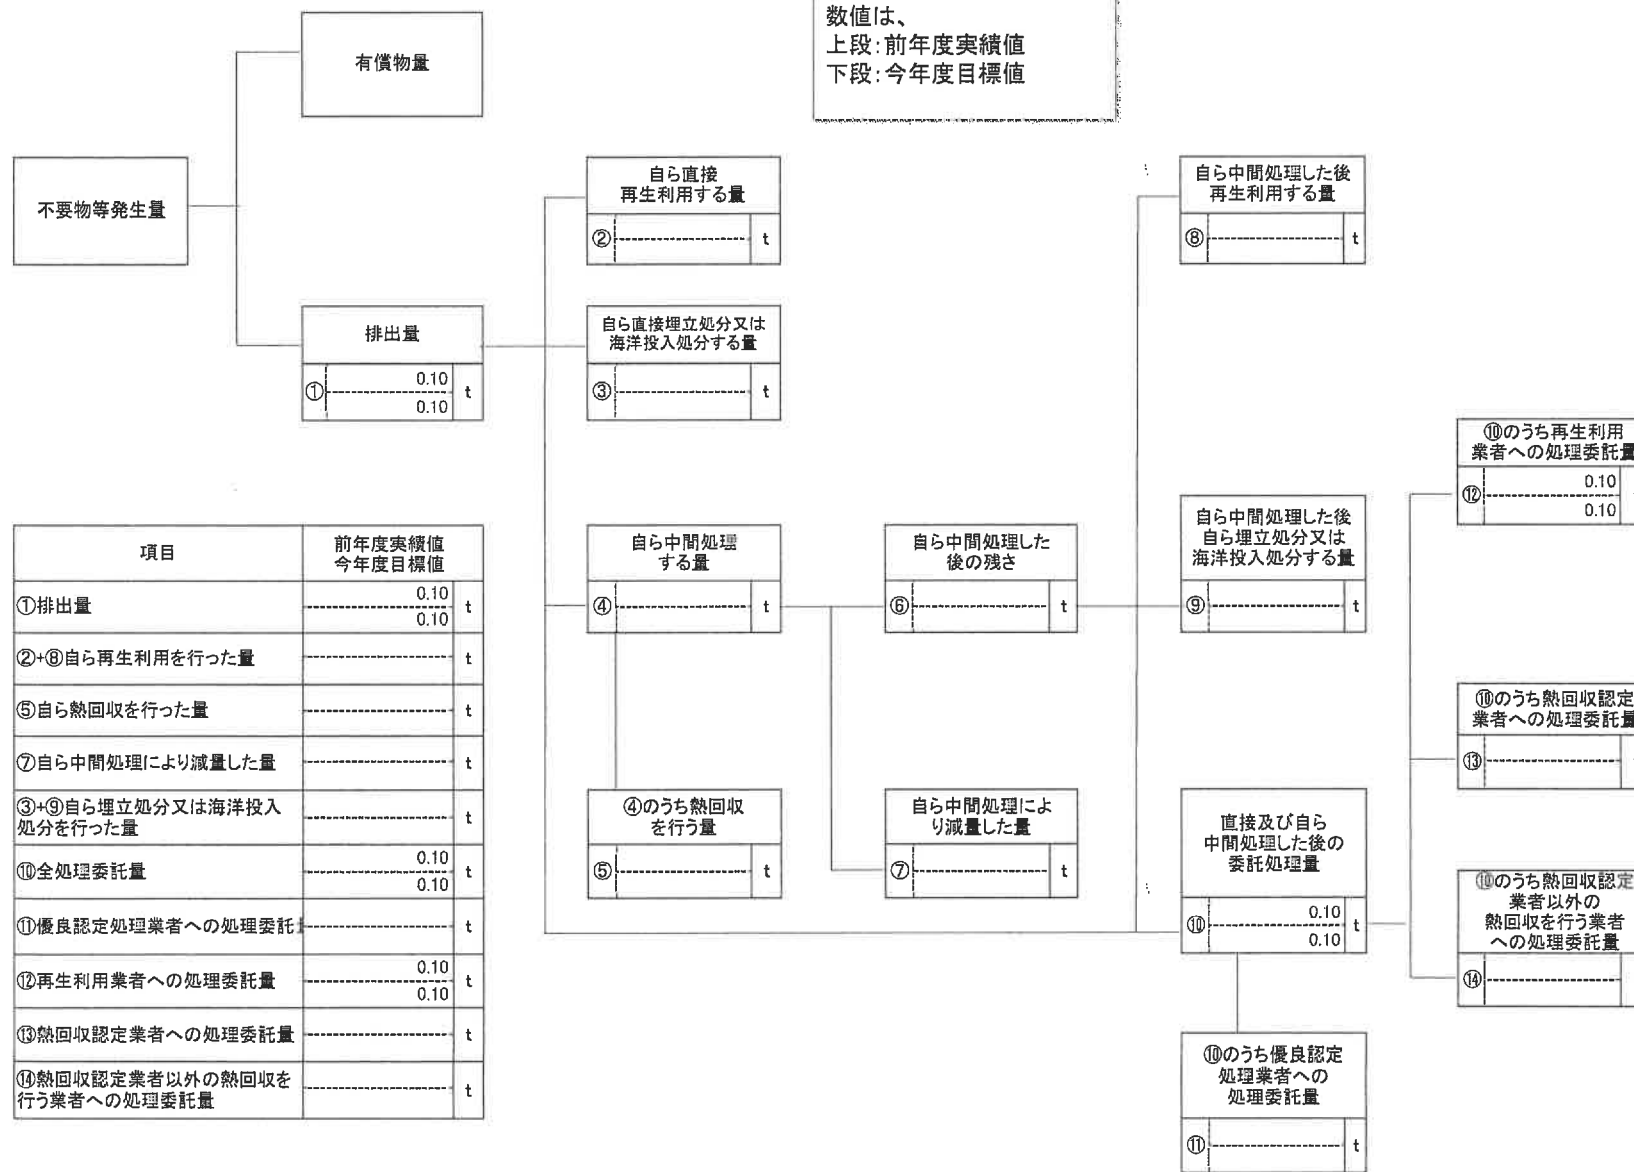 数値は、
上段:前年度実績値
下段:今年度目標値
有償物量
不要物等発生量
排出量
① 0.10 t
0.10
自ら直接
再生利用する量
② t
自ら直接埋立処分又は
海洋投入処分する量
③ t
自ら中間処理
する量
④ t
④のうち熱回収
を行う量
⑤ t
自ら中間処理した
後の残さ
⑥ t
自ら中間処理によ
り減量した量
⑦ t
自ら中間処理した後
再生利用する量
⑧ t
自ら中間処理した後
自ら埋立処分又は
海洋投入処分する量
⑨ t
直接及び自ら
中間処理した後の
委託処理量
⑩ 0.10 t
0.10
⑩のうち優良認定
処理業者への
処理委託量
⑪ t
⑩のうち再生利用
業者への処理委託量
⑫ 0.10
0.10
⑩のうち熱回収認定
業者への処理委託量
⑬
⑩のうち熱回収認定
業者以外の
熱回収を行う業者
への処理委託量
⑭
項目 前年度実績値
今年度目標値
①排出量 0.10 t
0.10
②+⑧自ら再生利用を行った量 t
⑤自ら熱回収を行った量 t
⑦自ら中間処理により減量した量 t
③+⑨自ら埋立処分又は海洋投入
処分を行った量 t
⑩全処理委託量 0.10 t
0.10
⑪優良認定処理業者への処理委託 t
⑫再生利用業者への処理委託量 0.10 t
0.10
⑬熱回収認定業者への処理委託量 t
⑭熱回収認定業者以外の熱回収を
行う業者への処理委託量 t